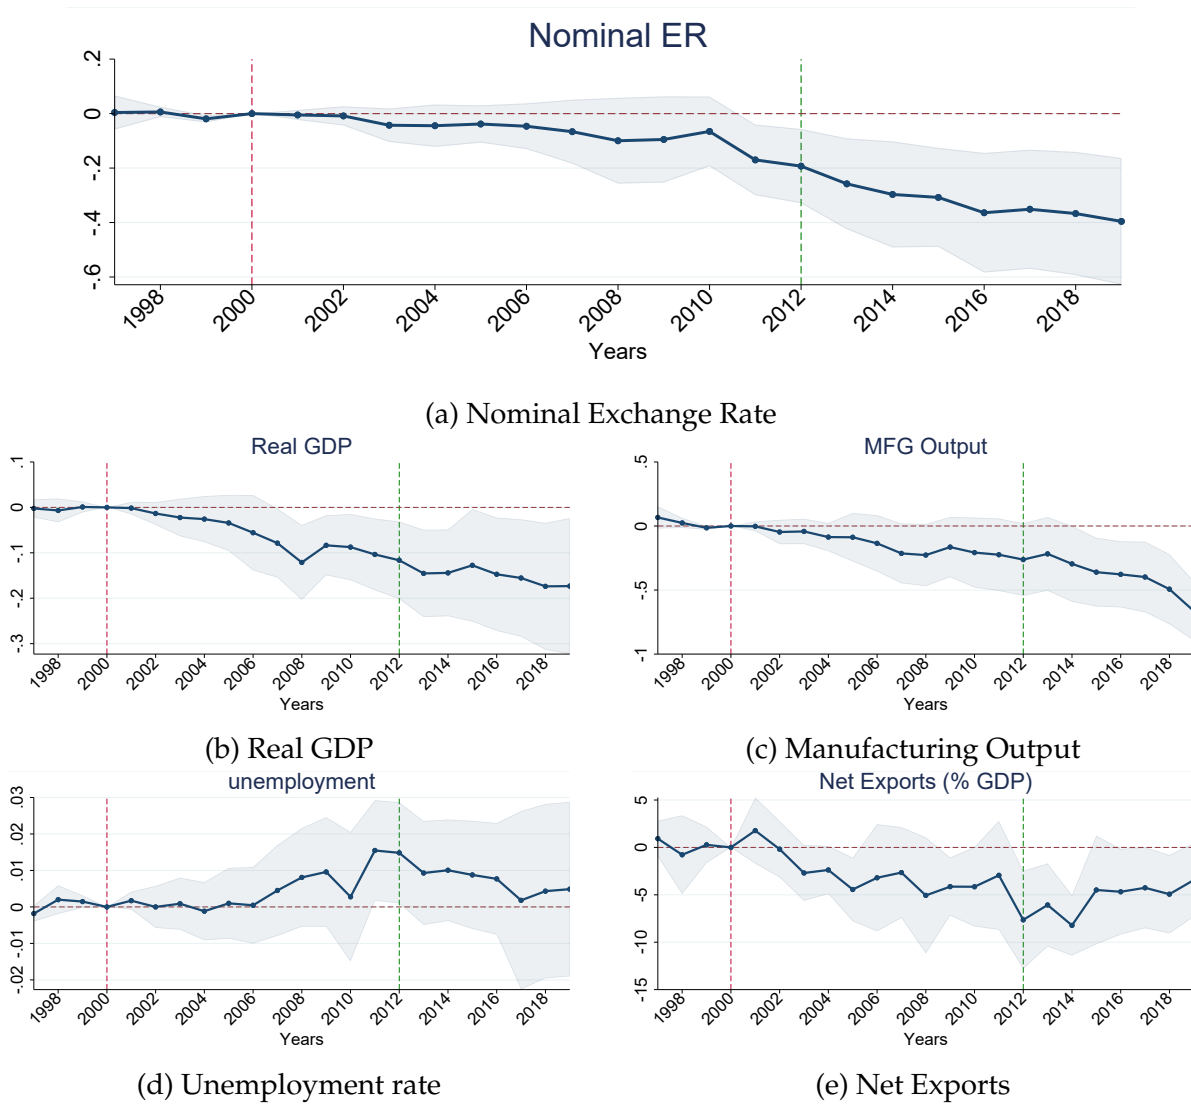 Nominal ER
.2
0
-.2
-.4
-.6
1998 2000 2002 2004 2006 2008 2010 2012 2014 2016 2018
Years
(a) Nominal Exchange Rate
Real GDP
.1
0
-.1
-.2
-.3
1998 2000 2002 2004 2006 2008 2010 2012 2014 2016 2018
Years
(b) Real GDP
MFG Output
.5
0
-.5
-1
1998 2000 2002 2004 2006 2008 2010 2012 2014 2016 2018
Years
(c) Manufacturing Output
unemployment
.03
.02
.01
0
-.01
-.02
1998 2000 2002 2004 2006 2008 2010 2012 2014 2016 2018
Years
(d) Unemployment rate
Net Exports (% GDP)
5
0
-5
-10
-15
1998 2000 2002 2004 2006 2008 2010 2012 2014 2016 2018
Years
(e) Net Exports